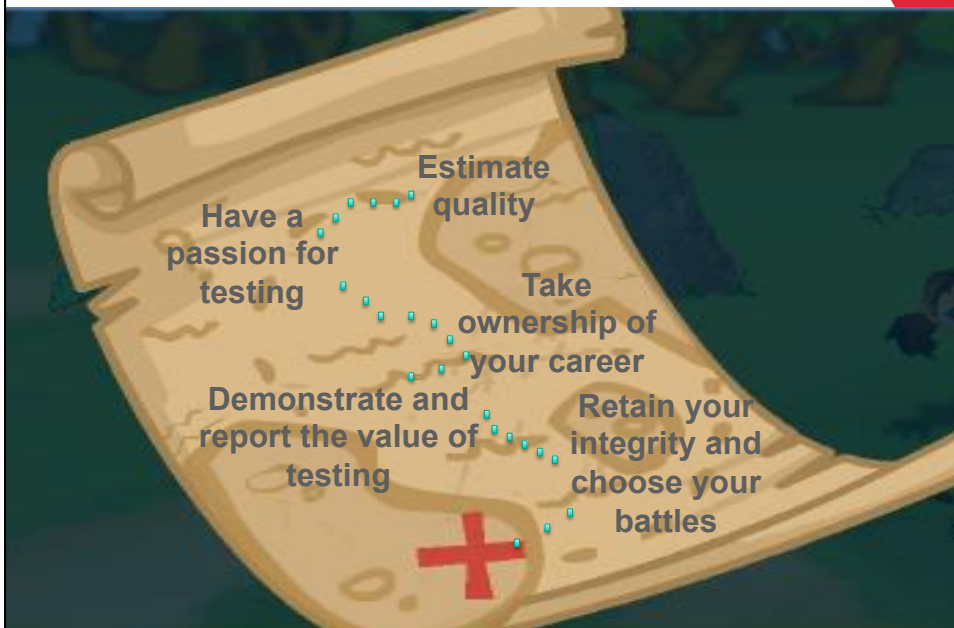 Estimate
quality
Have a
passion for
testing
Take
ownership of
your career
Demonstrate and
report the value of
testing
Retain your
integrity and
choose your
battles